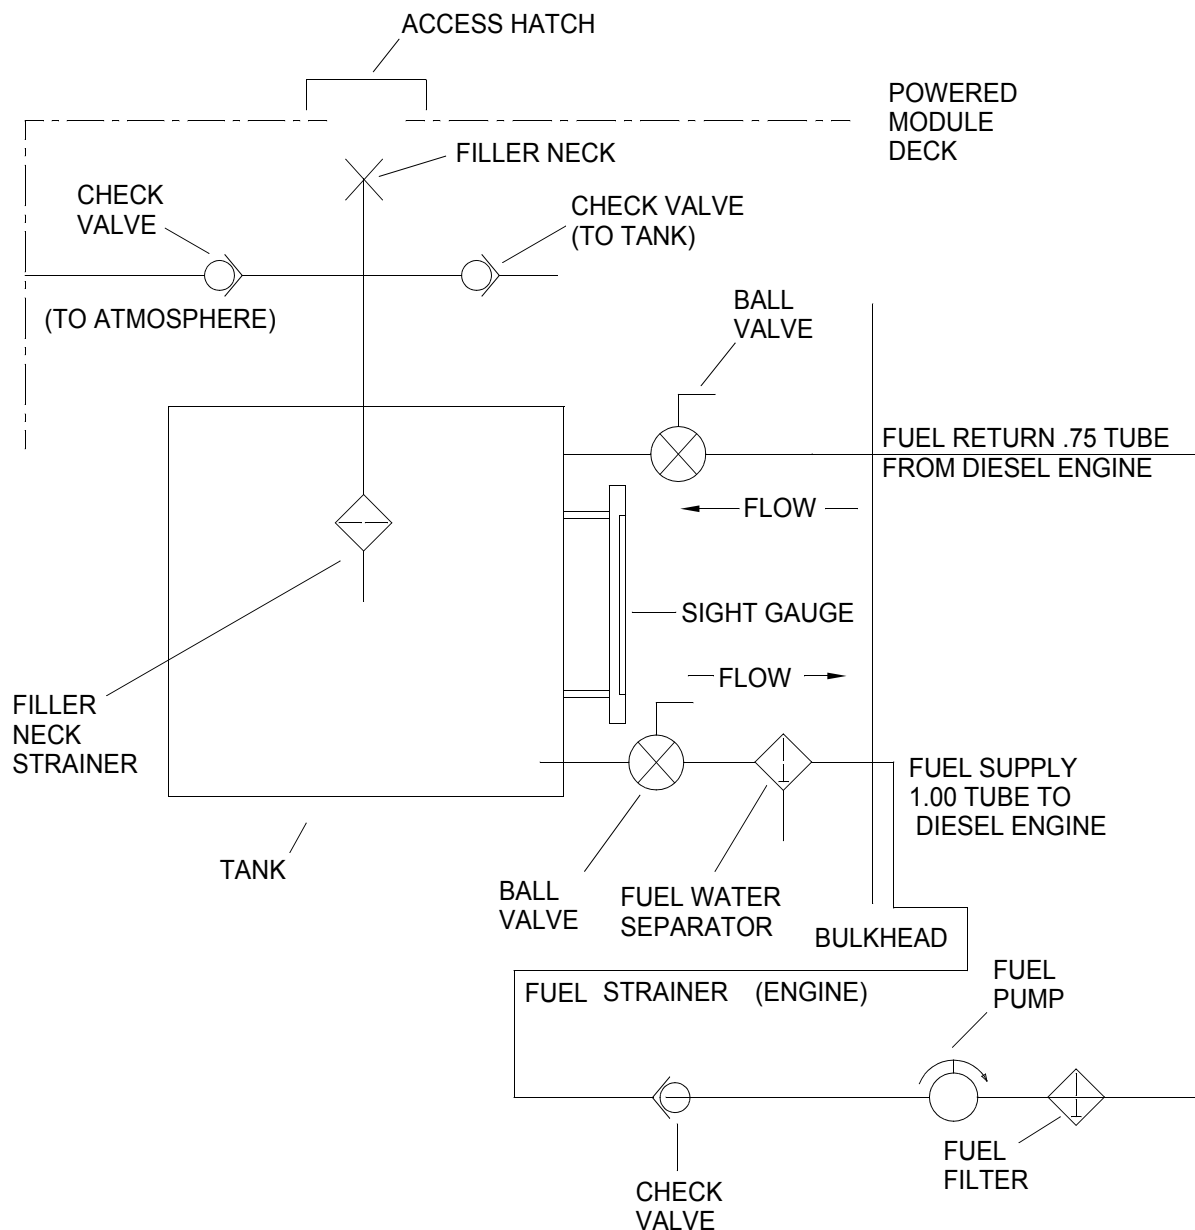 ACCESS HATCH
POWERED
MODULE
DECK
FILLER NECK
CHECK
VALVE
CHECK VALVE
(TO TANK)
(TO ATMOSPHERE)
BALL
VALVE
FUEL RETURN .75 TUBE
FROM DIESEL ENGINE
FLOW
SIGHT GAUGE
FLOW
FILLER
NECK
STRAINER
FUEL SUPPLY
1.00 TUBE TO
DIESEL ENGINE
TANK
BALL
VALVE
FUEL WATER
SEPARATOR
BULKHEAD
FUEL STRAINER (ENGINE)
FUEL
PUMP
FUEL
FILTER
CHECK
VALVE